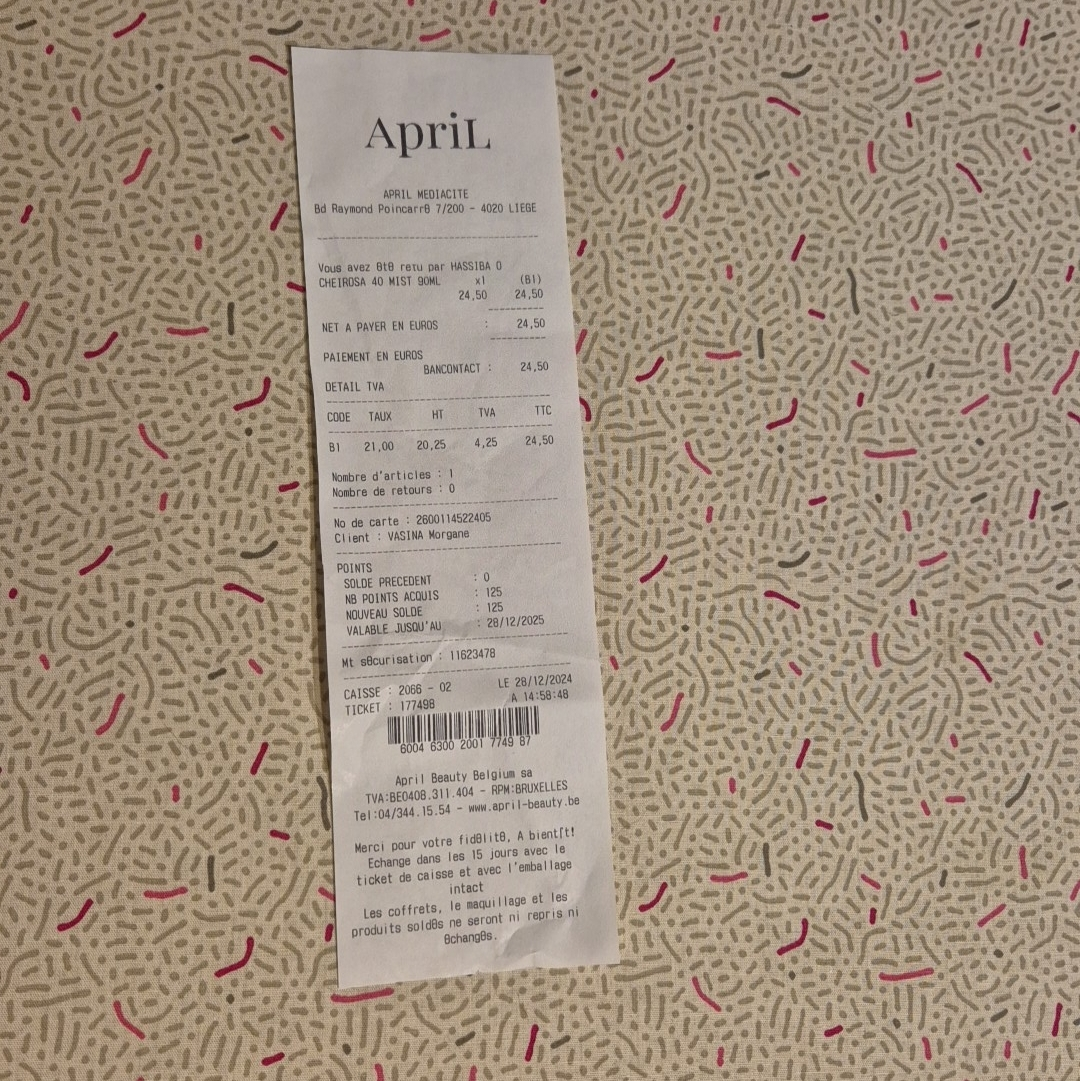 ApriL
APRIL MEDIACITE
Bd Raymond Poincarr0 7/200 - 4020 LIEGE
Vous avez 0t0 retu par HASSIBA O
CHEIROSA 40 MIST 90ML x1 (B1)
24,50 24,50
NET A PAYER EN EUROS : 24,50
PAIEMENT EN EUROS
BANCONTACT : 24,50
DETAIL TVA
CODE TAUX HT TVA TTC
B1 21,00 20,25 4,25 24,50
Nombre d'articles : 1
Nombre de retours : 0
No de carte : 2600114522405
Client : VASINA Morgane
POINTS
SOLDE PRECEDENT : 0
NB POINTS ACQUIS : 125
NOUVEAU SOLDE : 125
VALABLE JUSQU'AU : 28/12/2025
Mt s0curisation : 11623478
CAISSE : 2066 - 02 LE 28/12/2024
TICKET : 177498 A 14:58:48
6004 6300 2001 7749 87
April Beauty Belgium sa
TVA:BE0408.311.404 - RPM:BRUXELLES
Tel:04/344.15.54 - www.april-beauty.be
Merci pour votre fid0lit0, A bient[t!
Echange dans les 15 jours avec le
ticket de caisse et avec l'emballage
intact
Les coffrets, le maquillage et les
produits sold0s ne seront ni repris ni
0chang0s.